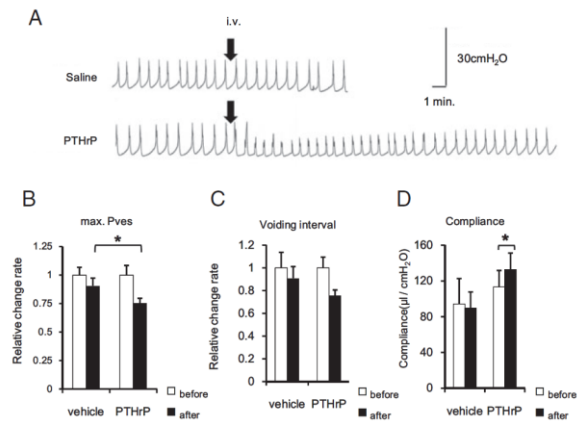 A
i.v.
Saline
30cmH2O
1 min.
PTHrP
B
max. Pves
*
Relative change rate
1.25
1
0.75
0.5
0.25
0
vehicle PTHrP
before
after
C
Voiding interval
Relative change rate
1.2
1
0.8
0.6
0.4
0.2
0
vehicle PTHrP
before
after
D
Compliance
*
Compliance(μl / cmH2O)
160
120
80
40
0
vehicle PTHrP
before
after